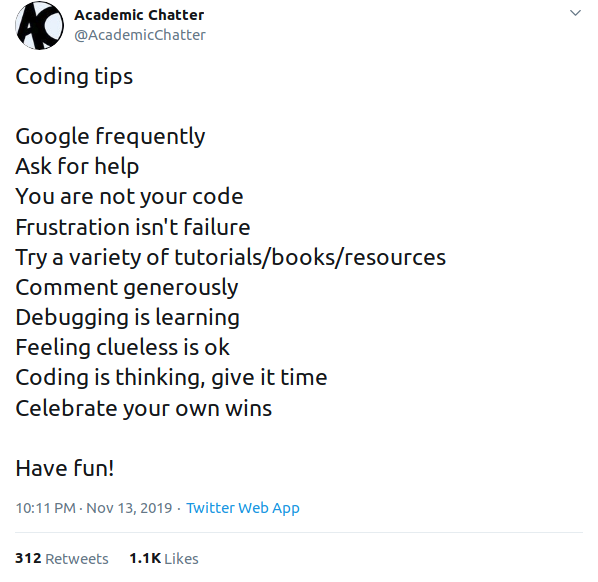 AC
Academic Chatter
@AcademicChatter
Coding tips
Google frequently
Ask for help
You are not your code
Frustration isn't failure
Try a variety of tutorials/books/resources
Comment generously
Debugging is learning
Feeling clueless is ok
Coding is thinking, give it time
Celebrate your own wins
Have fun!
10:11 PM · Nov 13, 2019 · Twitter Web App
312 Retweets 1.1K Likes